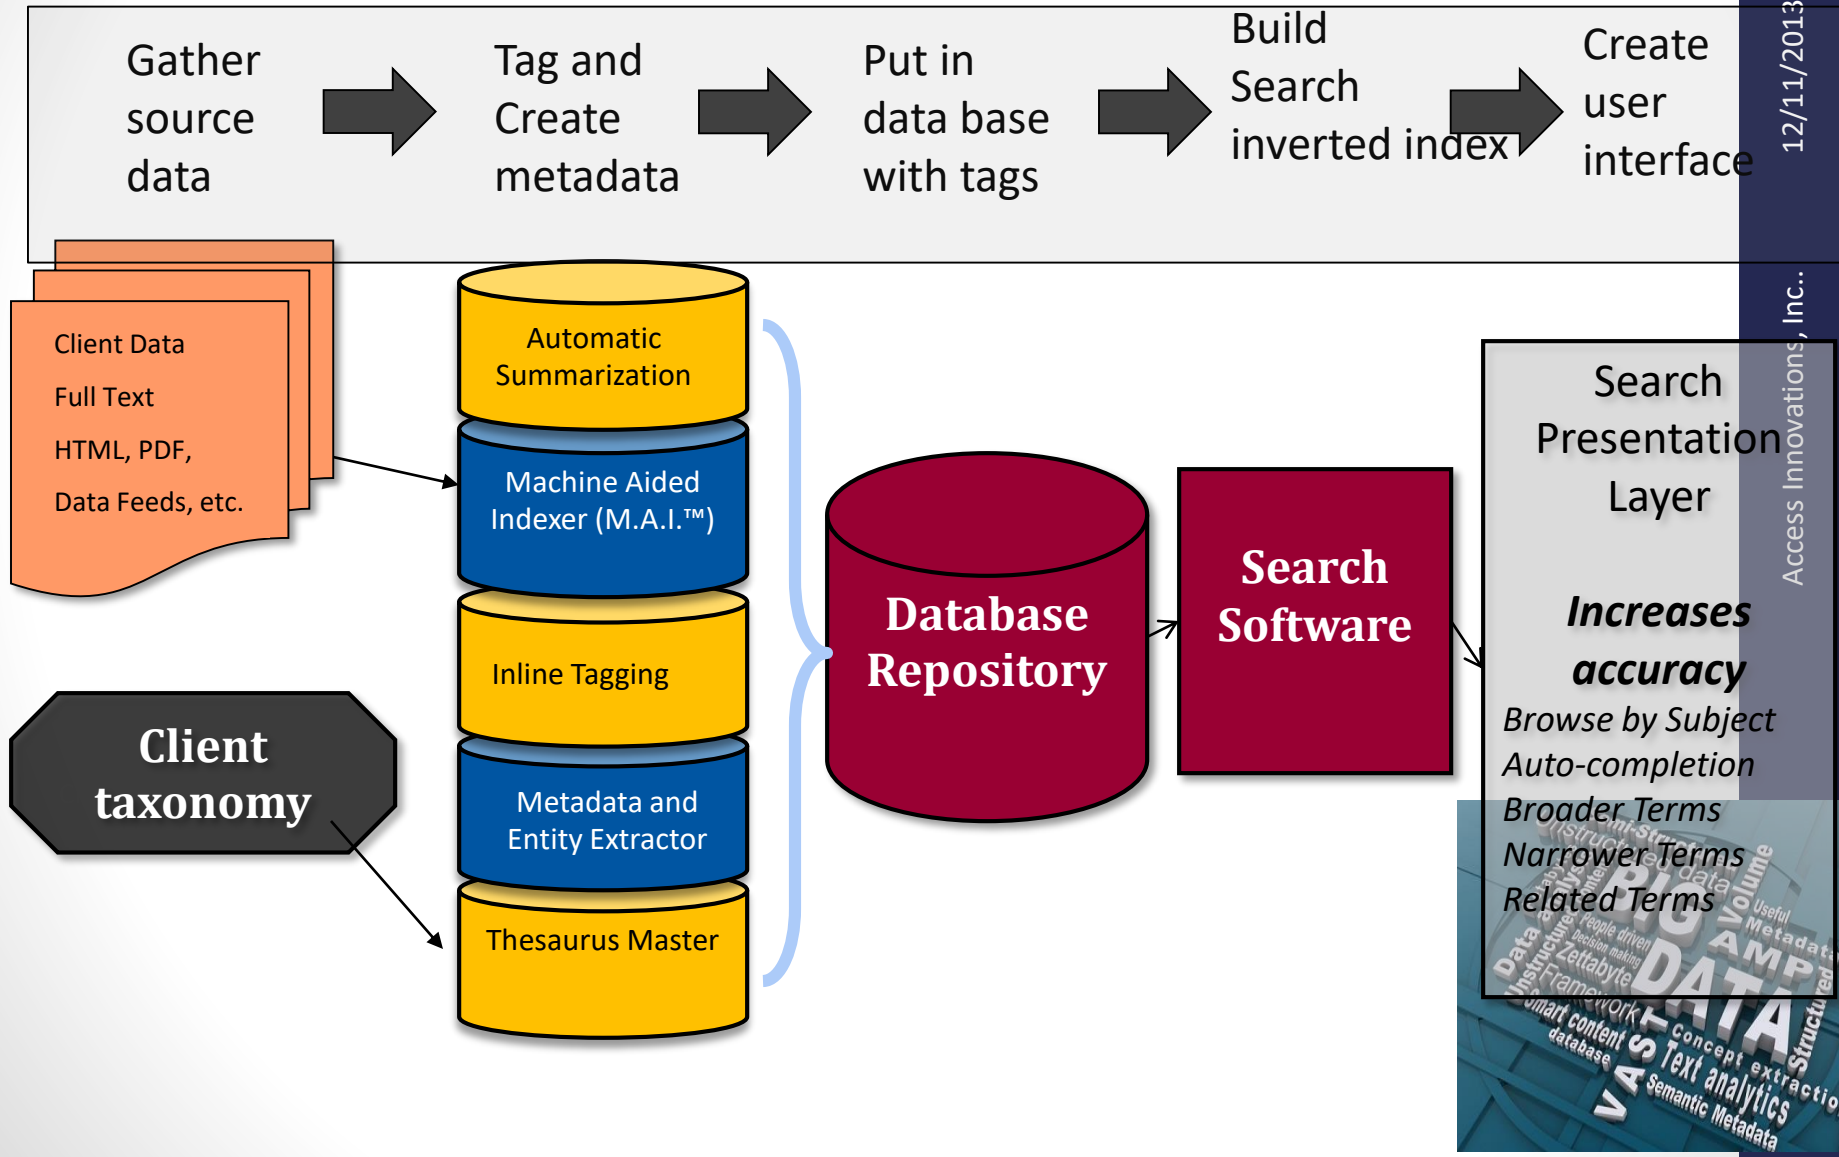 Gather
source
data
Tag and
Create
metadata
Put in
data base
with tags
Build
Search
inverted index
Create
user
interface
12/11/2013
Access Innovations, Inc..
Client Data
Full Text
HTML, PDF,
Data Feeds, etc.
Client
taxonomy
Automatic
Summarization
Machine Aided
Indexer (M.A.I.™)
Inline Tagging
Metadata and
Entity Extractor
Thesaurus Master
Database
Repository
Search
Software
Search
Presentation
Layer
Increases
accuracy
Browse by Subject
Auto-completion
Broader Terms
Narrower Terms
Related Terms
BIG
DATA
Volume
AMP
Useful
Metadata
Structured
People driven
Decision making
Zettabyte
Framework
Smart content
database
VAST
Concept extraction
Text analytics
Semantic Metadata